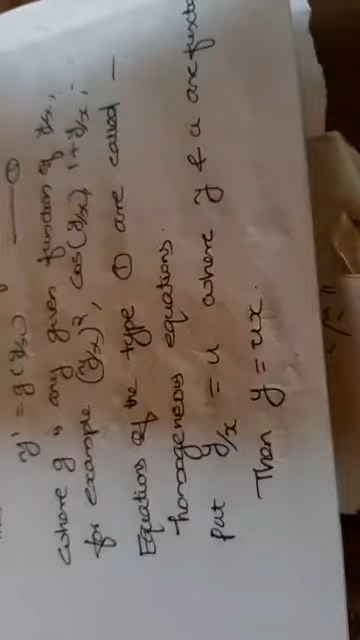 y' = g(y/x) ——— ①
where g is any given function of y/x,
for example (y/x)², cos(y/x), 1+y/x, -
Equations of the type ① are called —
homogeneous equations.
Put y/x = u where y & u are funct
Then y = ux.